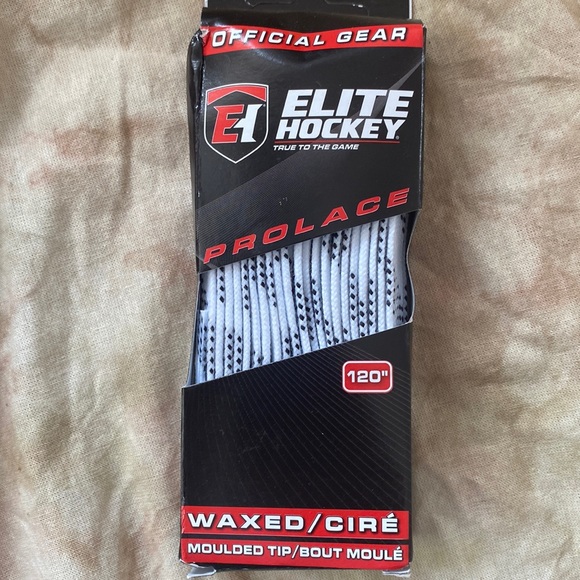 OFFICIAL GEAR
EH
ELITE
HOCKEY
TRUE TO THE GAME
PROLACE
120"
WAXED/CIRÉ
MOULDED TIP/BOUT MOULÉ